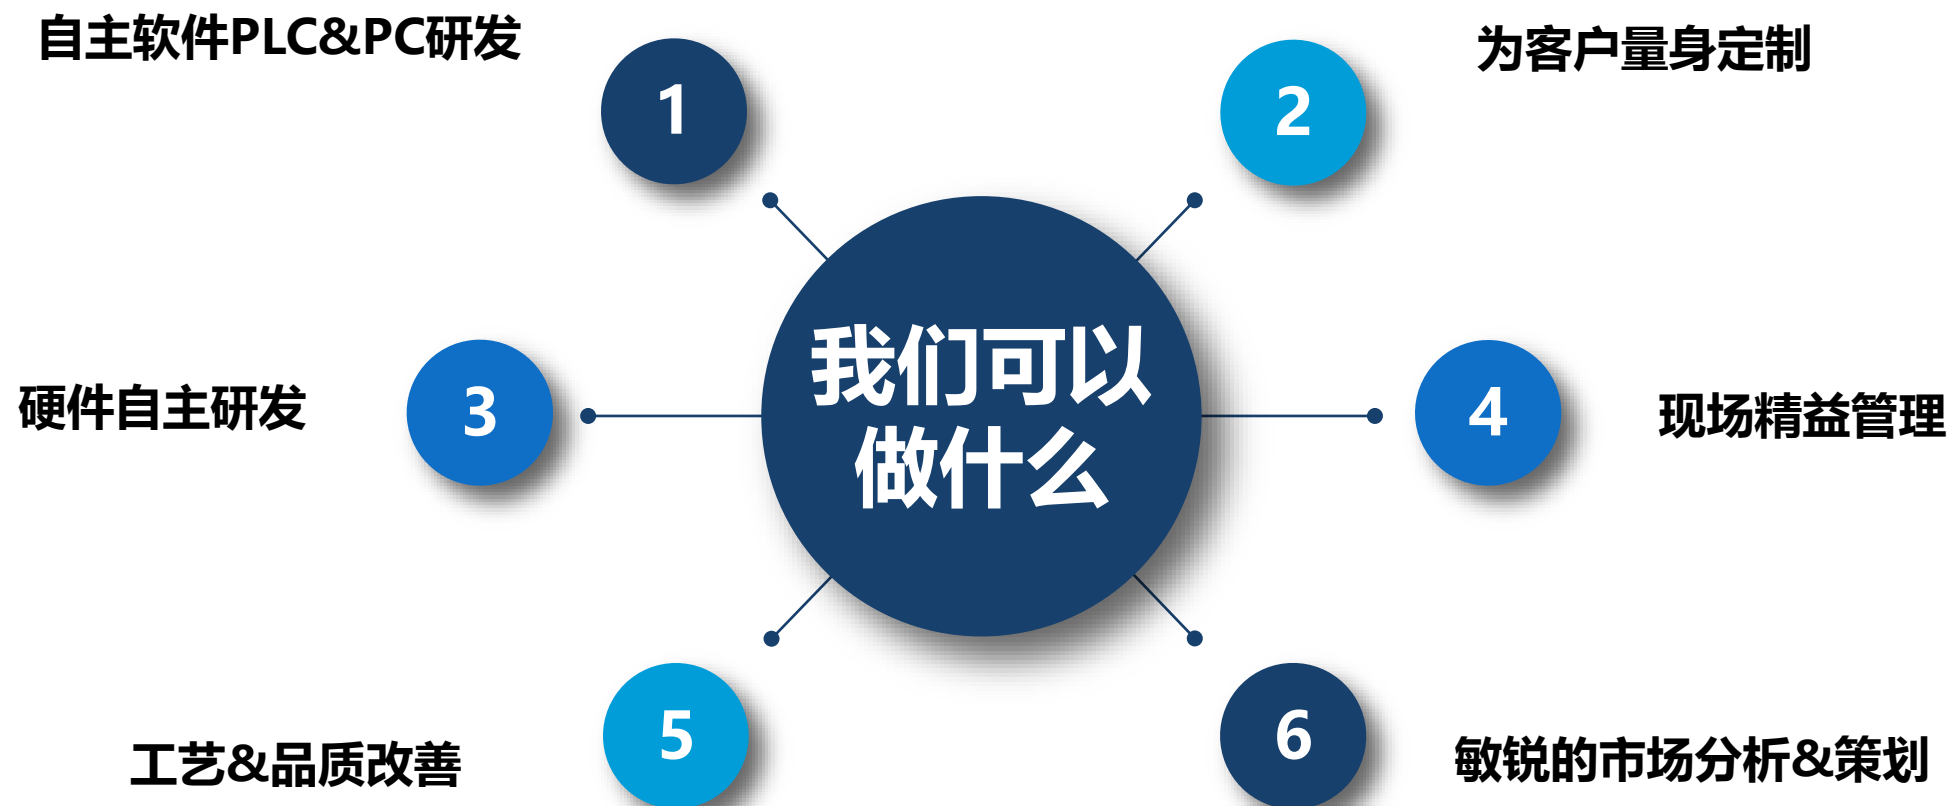 自主软件PLC&PC研发
1
2
为客户量身定制
我们可以
做什么
硬件自主研发
3
4
现场精益管理
工艺&品质改善
5
6
敏锐的市场分析&策划